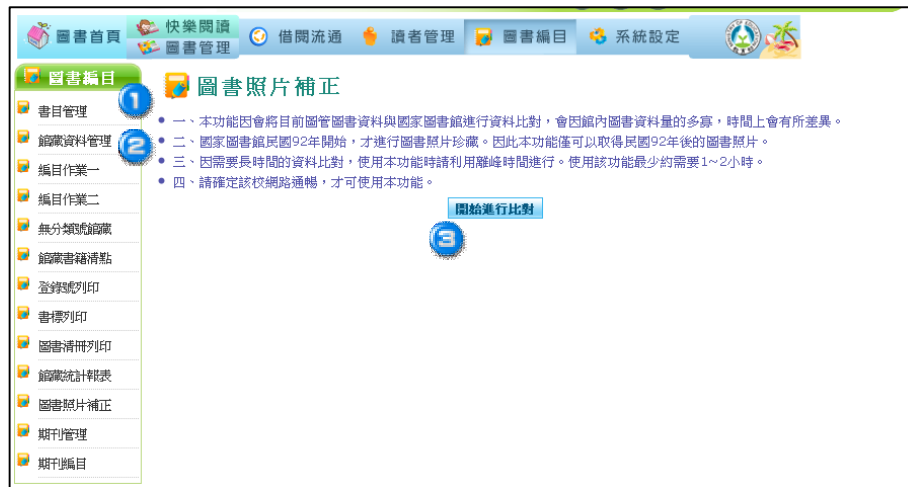 圖書首頁
快樂閱讀
圖書管理
借閱流通
讀者管理
圖書編目
系統設定
圖書編目
書目管理
館藏資料管理
編目作業一
編目作業二
無分類號館藏
館藏書籍清點
登錄號列印
書標列印
圖書清冊列印
館藏統計報表
圖書照片補正
期刊管理
期刊編目
1
2
圖書照片補正
一、本功能因會將目前圖管圖書資料與國家圖書館進行資料比對，會因館內圖書資料量的多寡，時間上會有所差異。
二、國家圖書館民國92年開始，才進行圖書照片珍藏。因此本功能僅可以取得民國92年後的圖書照片。
三、因需要長時間的資料比對，使用本功能時請利用離峰時間進行。使用該功能最少約需要1~2小時。
四、請確定該校網路通暢，才可使用本功能。
開始進行比對
3